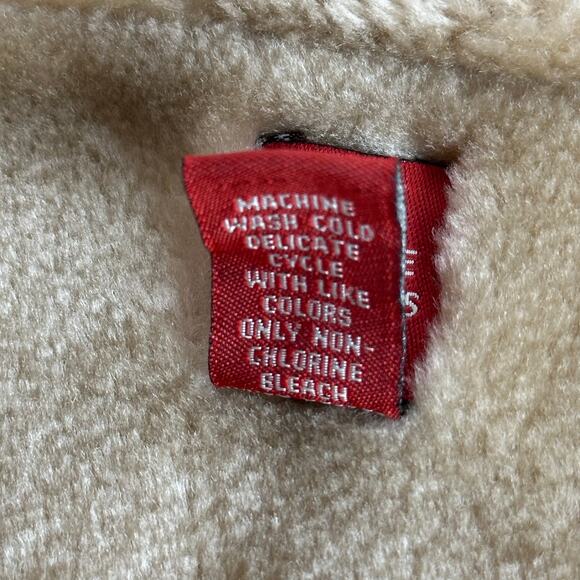 MACHINE
WASH COLD
DELICATE
CYCLE
WITH LIKE
COLORS
ONLY NON-
CHLORINE
BLEACH
E
S